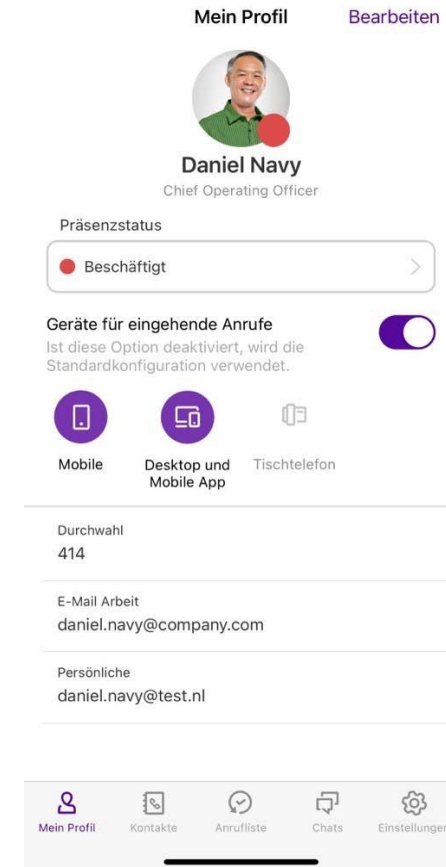 Mein Profil Bearbeiten
Daniel Navy
Chief Operating Officer
Präsenzstatus
Beschäftigt
Geräte für eingehende Anrufe
Ist diese Option deaktiviert, wird die
Standardkonfiguration verwendet.
Mobile Desktop und Tischtelefon
Mobile App
Durchwahl
414
E-Mail Arbeit
daniel.navy@company.com
Persönliche
daniel.navy@test.nl
Mein Profil Kontakte Anrufliste Chats Einstellungen